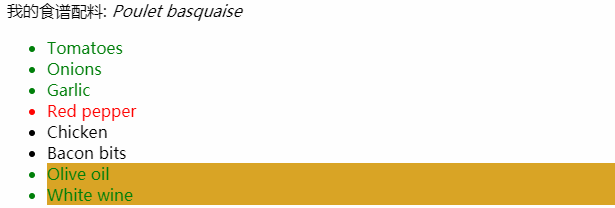 我的食谱配料: Poulet basquaise
Tomatoes
Onions
Garlic
Red pepper
Chicken
Bacon bits
Olive oil
White wine